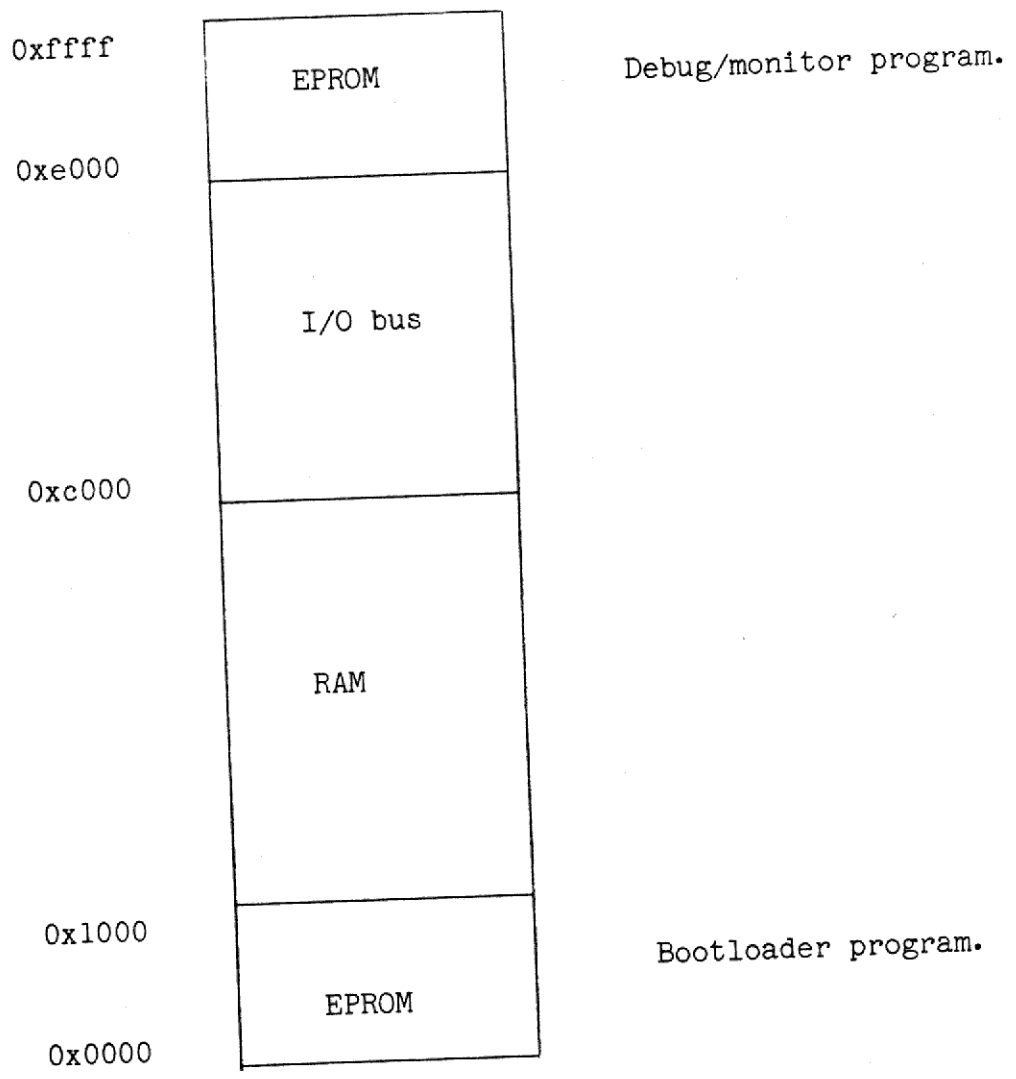 0xffff
EPROM
Debug/monitor program.
0xe000
I/O bus
0xc000
RAM
0x1000
Bootloader program.
EPROM
0x0000